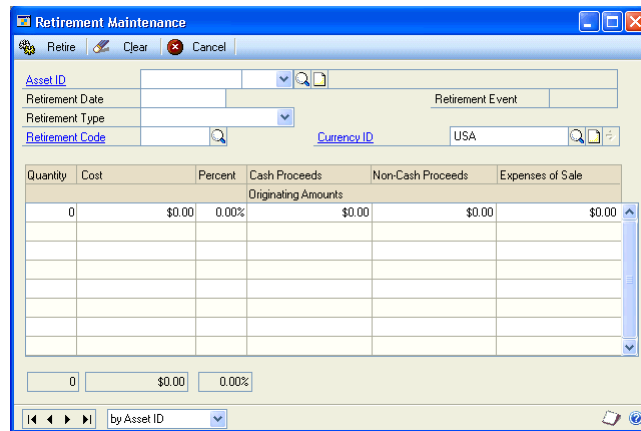 Retirement Maintenance
Retire Clear Cancel
Asset ID
Retirement Date Retirement Event
Retirement Type
Retirement Code Currency ID USA
Quantity Cost Percent Cash Proceeds Non-Cash Proceeds Expenses of Sale
Originating Amounts
0 $0.00 0.00% $0.00 $0.00 $0.00
0 $0.00 0.00%
by Asset ID